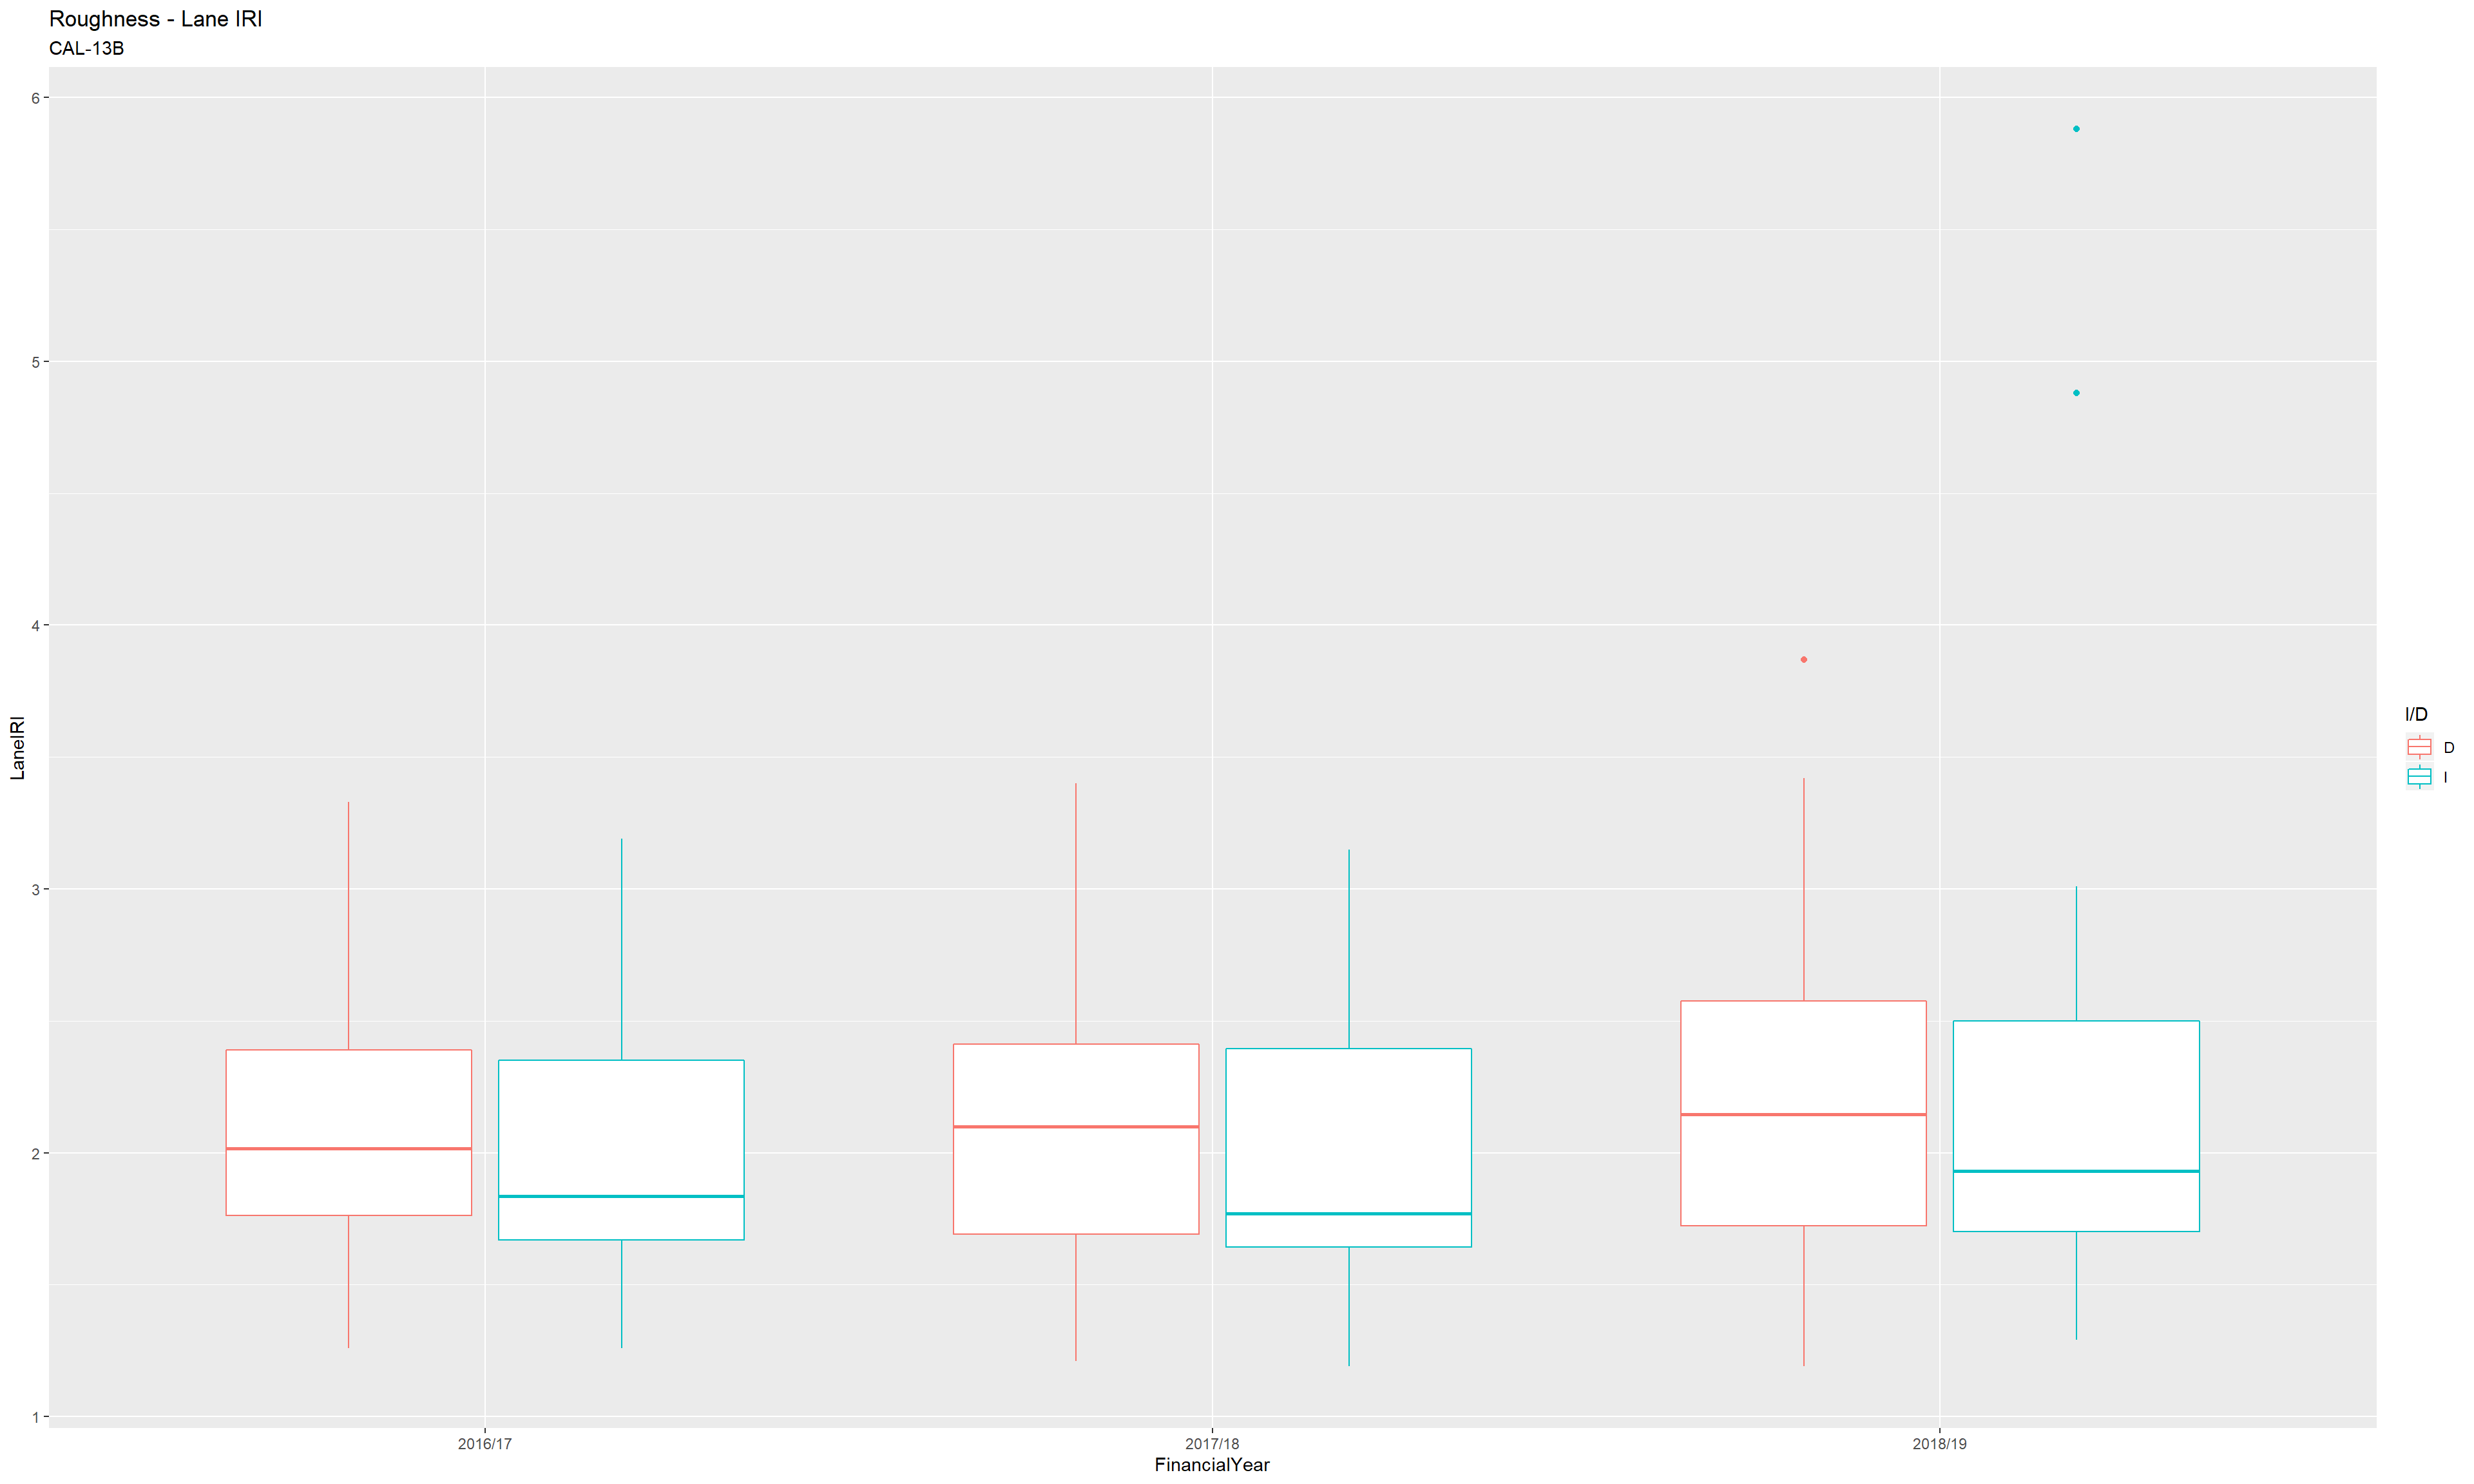 Roughness - Lane IRI
CAL-13B
6
5
4
3
2
1
LaneIRI
2016/17
2017/18
2018/19
FinancialYear
I/D
D
I